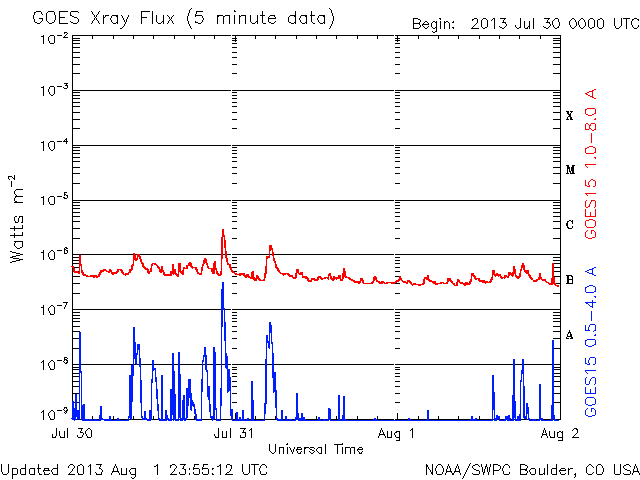 GOES Xray Flux (5 minute data)
Begin: 2013 Jul 30 0000 UTC
10⁻²
10⁻³
10⁻⁴
10⁻⁵
10⁻⁶
10⁻⁷
10⁻⁸
10⁻⁹
Watts m⁻²
X
M
C
B
A
GOES15 1.0–8.0 A
GOES15 0.5–4.0 A
Jul 30
Jul 31
Aug 1
Aug 2
Universal Time
Updated 2013 Aug 1 23:55:12 UTC
NOAA/SWPC Boulder, CO USA